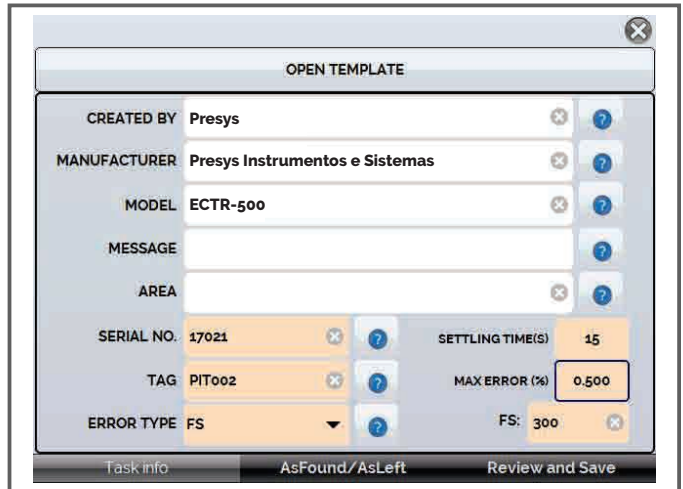 OPEN TEMPLATE
CREATED BY Presys
MANUFACTURER Presys Instrumentos e Sistemas
MODEL ECTR-500
MESSAGE
AREA
SERIAL NO. 17021 SETTLING TIME(S) 15
TAG PIT002 MAX ERROR (%) 0.500
ERROR TYPE FS FS: 300
Task info AsFound/AsLeft Review and Save